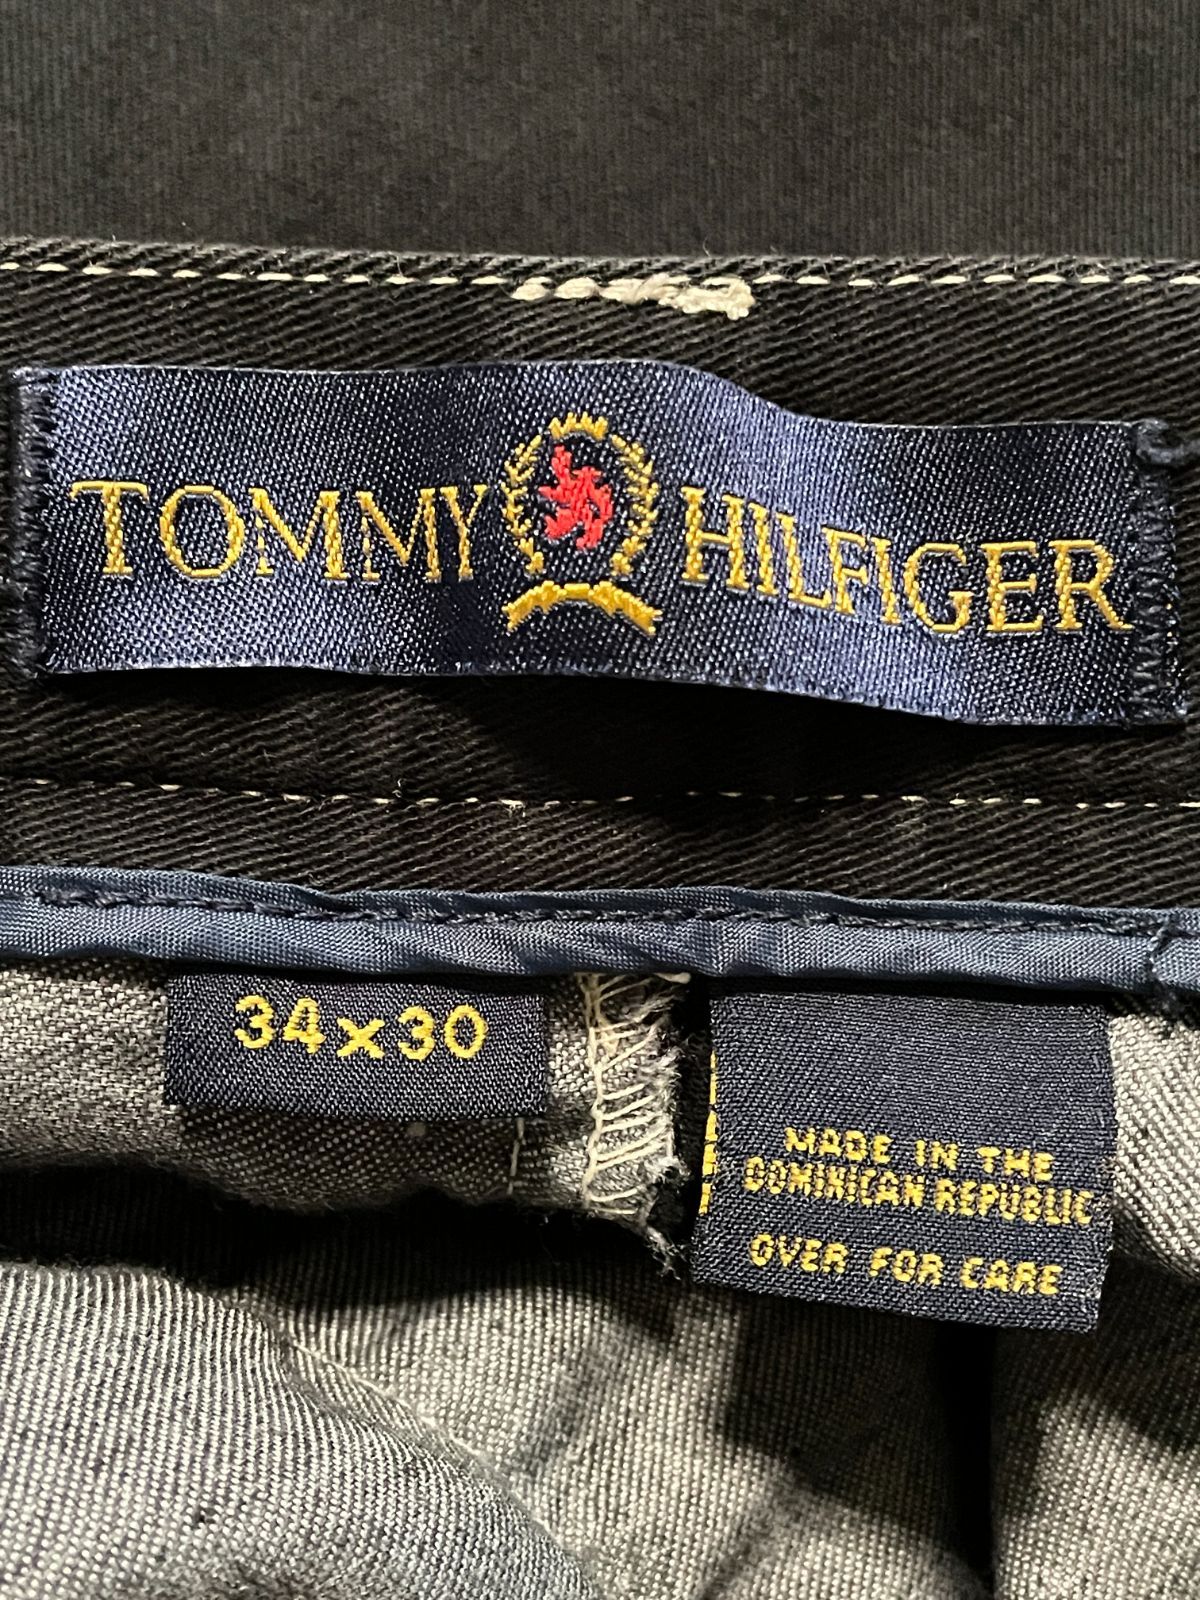 TOMMY HILFIGER
34x30
MADE IN THE
DOMINICAN REPUBLIC
OVER FOR CARE